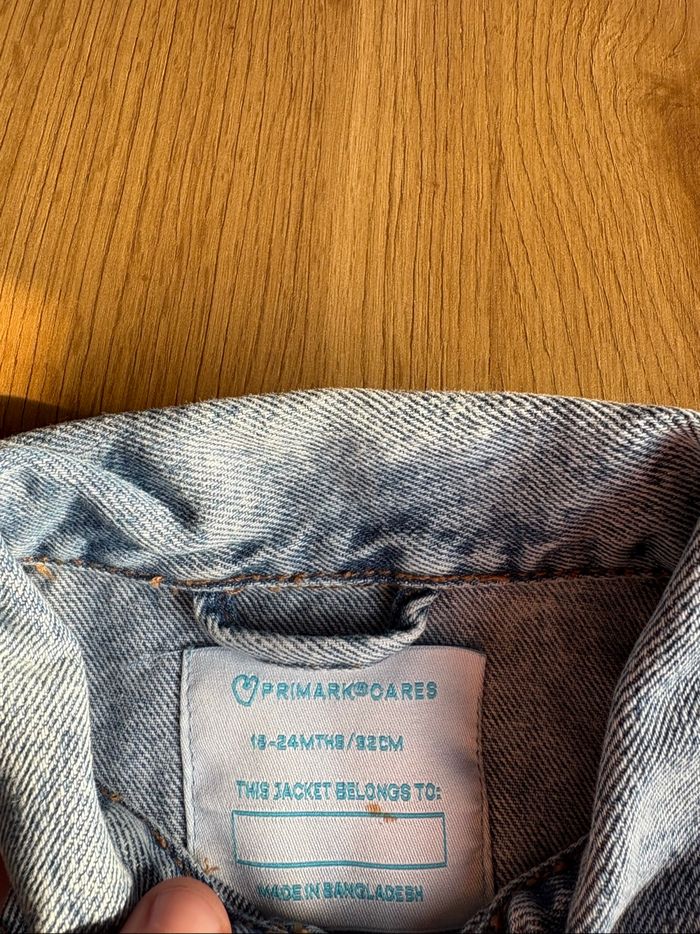 PRIMARK®CARES
18-24MTHS/92CM
THIS JACKET BELONGS TO:
MADE IN BANGLADESH